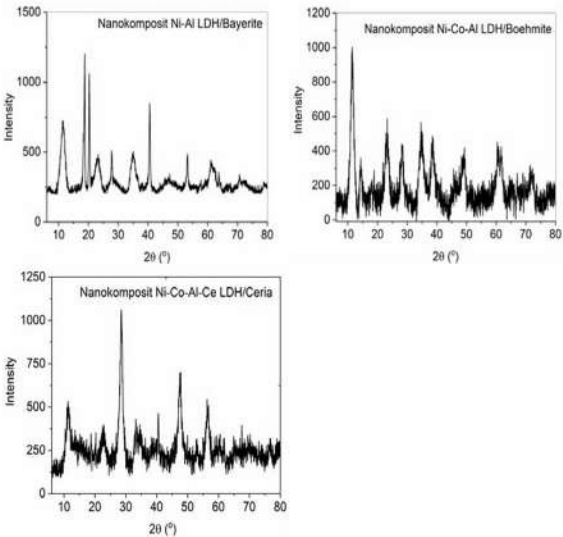 Nanokomposit Ni-Al LDH/Bayerite
1500
1000
500
0
Intensity
10 20 30 40 50 60 70 80
2θ (°)
Nanokomposit Ni-Co-Al LDH/Boehmite
1200
1000
800
600
400
200
0
Intensity
10 20 30 40 50 60 70 80
2θ (°)
Nanokomposit Ni-Co-Al-Ce LDH/Ceria
1250
1000
750
500
250
0
Intensity
10 20 30 40 50 60 70 80
2θ (°)